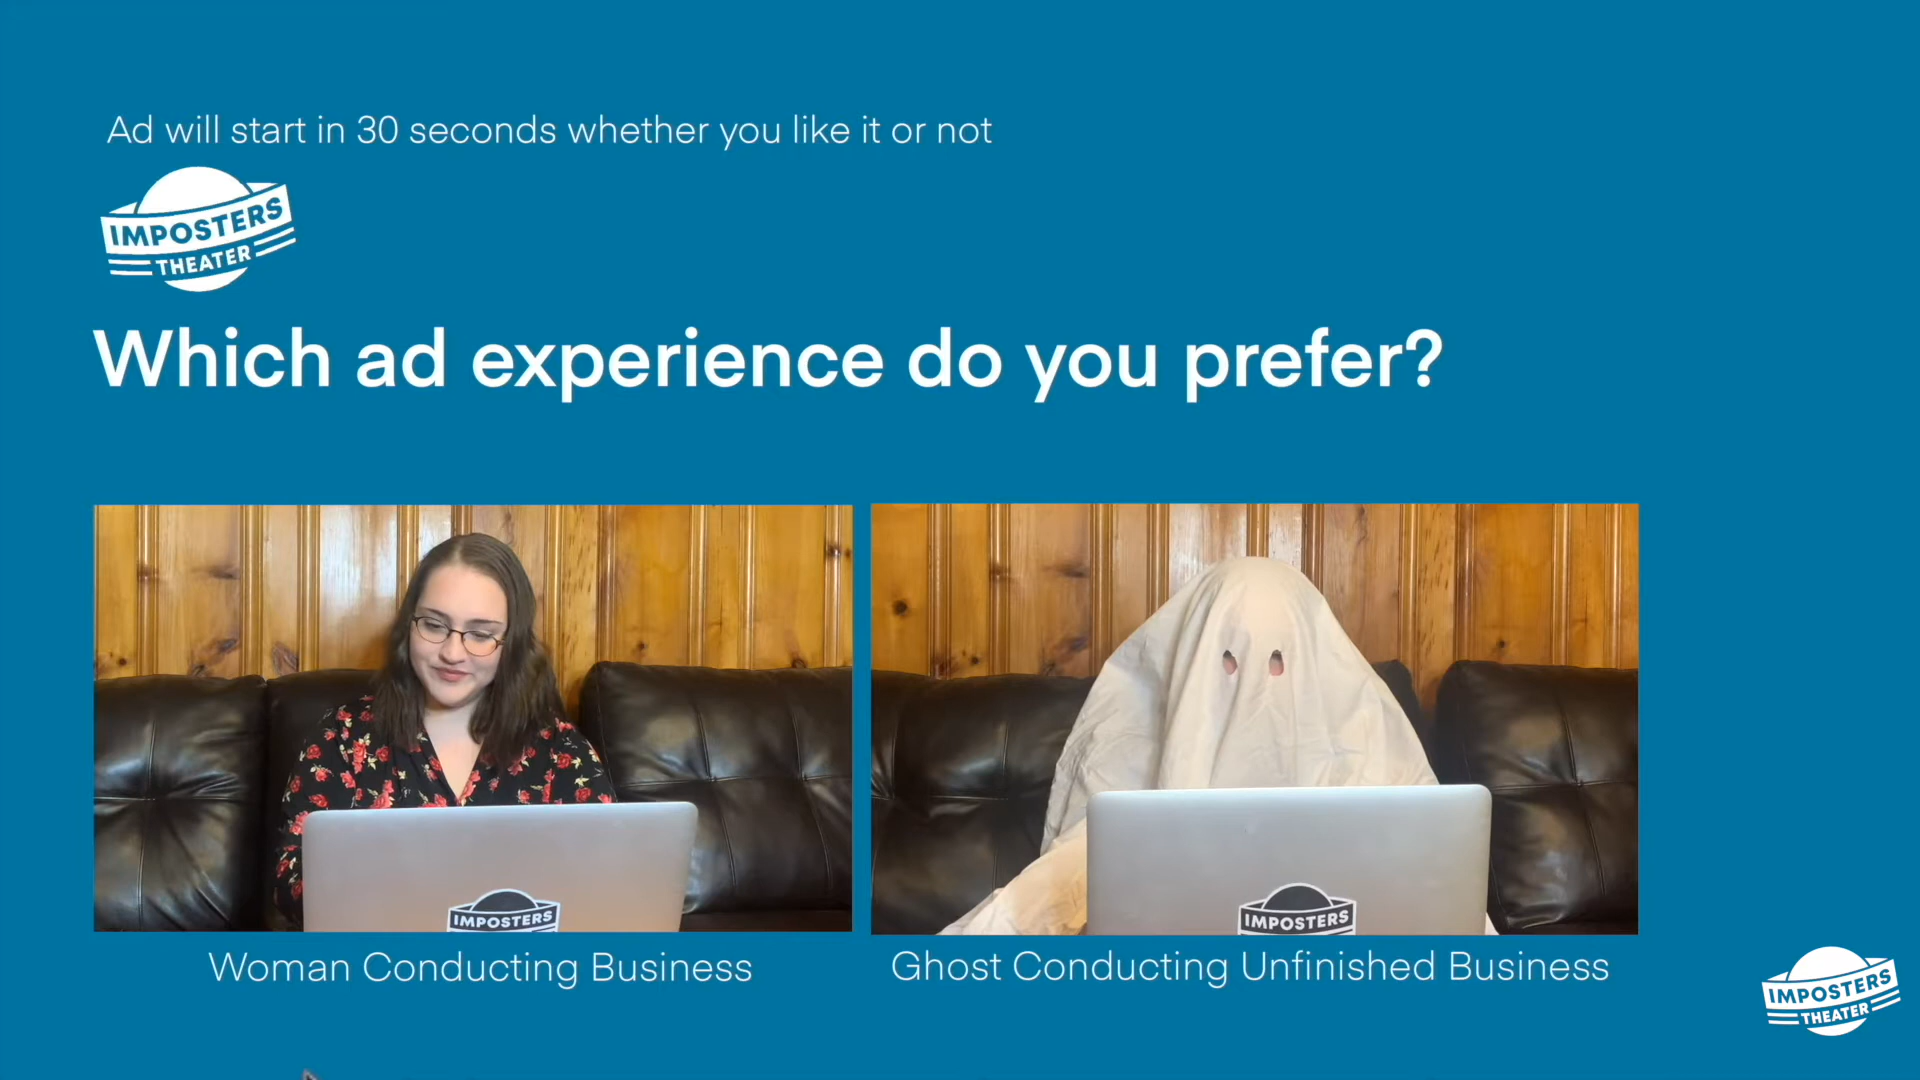 Ad will start in 30 seconds whether you like it or not
IMPOSTERS
THEATER
Which ad experience do you prefer?
IMPOSTERS
IMPOSTERS
Woman Conducting Business
Ghost Conducting Unfinished Business
IMPOSTERS
THEATER